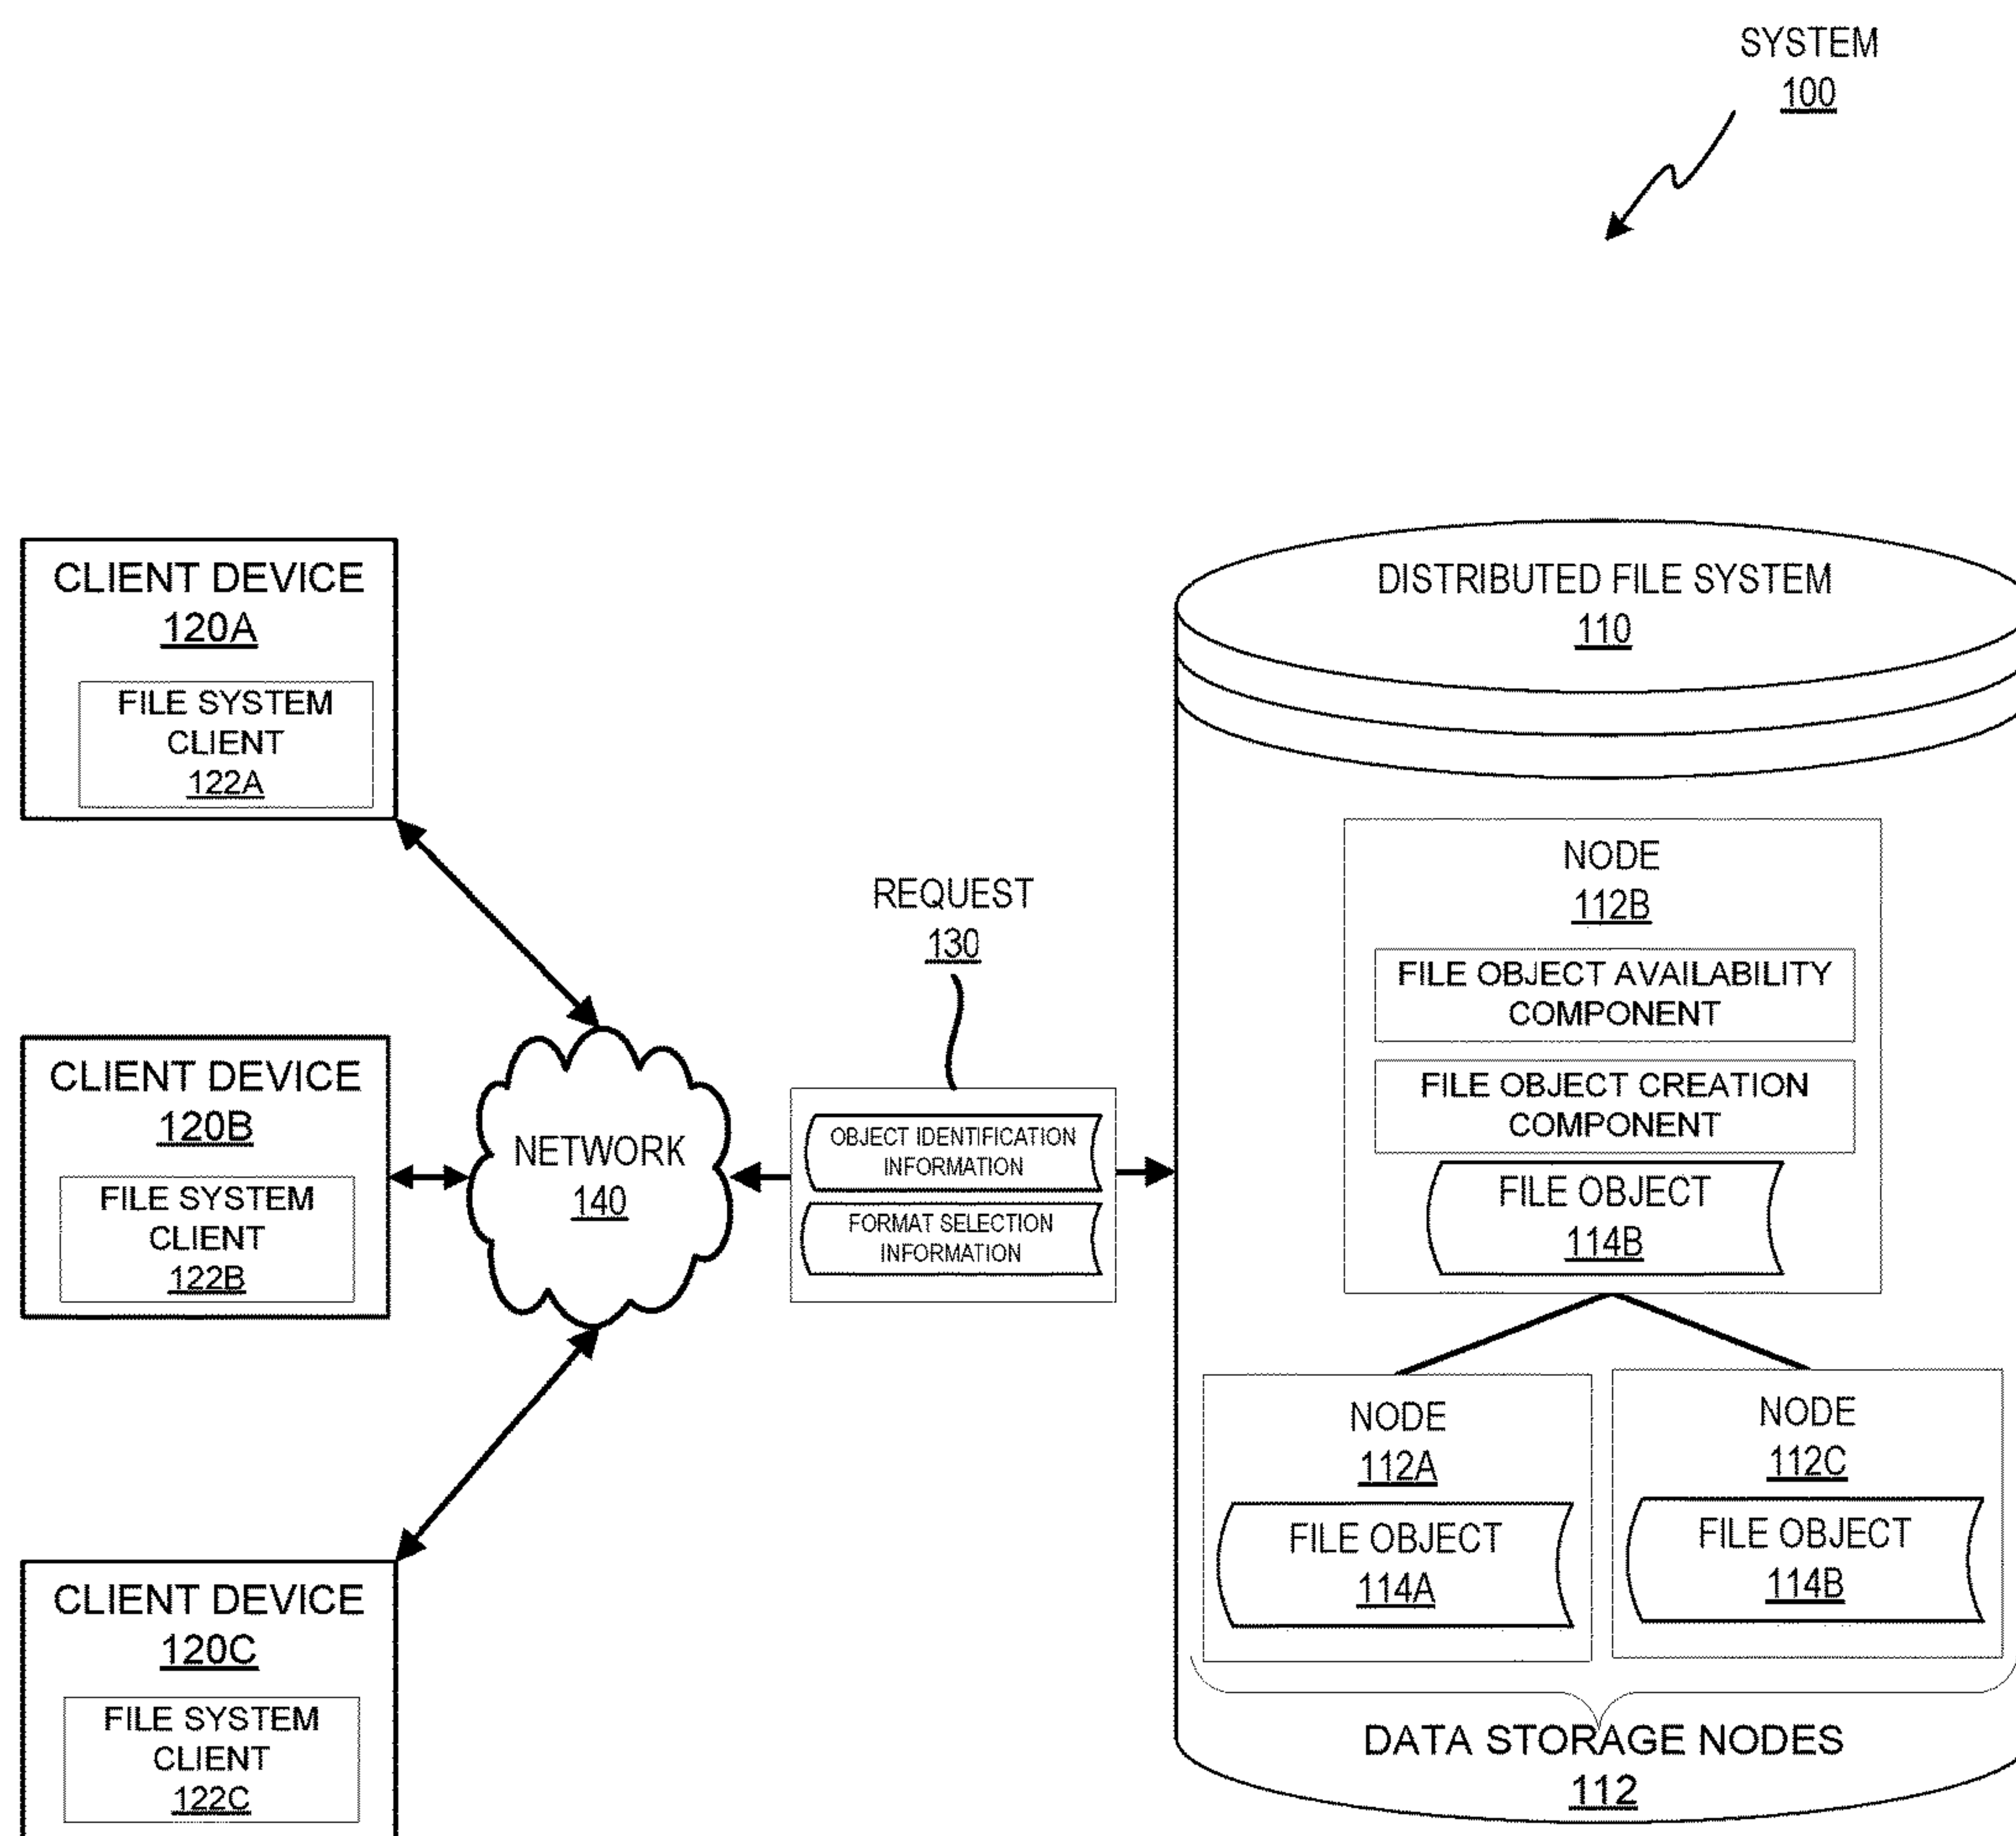 SYSTEM
100
CLIENT DEVICE
120A
FILE SYSTEM
CLIENT
122A
CLIENT DEVICE
120B
FILE SYSTEM
CLIENT
122B
CLIENT DEVICE
120C
FILE SYSTEM
CLIENT
122C
NETWORK
140
REQUEST
130
OBJECT IDENTIFICATION
INFORMATION
FORMAT SELECTION
INFORMATION
DISTRIBUTED FILE SYSTEM
110
NODE
112B
FILE OBJECT AVAILABILITY
COMPONENT
FILE OBJECT CREATION
COMPONENT
FILE OBJECT
114B
NODE
112A
FILE OBJECT
114A
NODE
112C
FILE OBJECT
114B
DATA STORAGE NODES
112